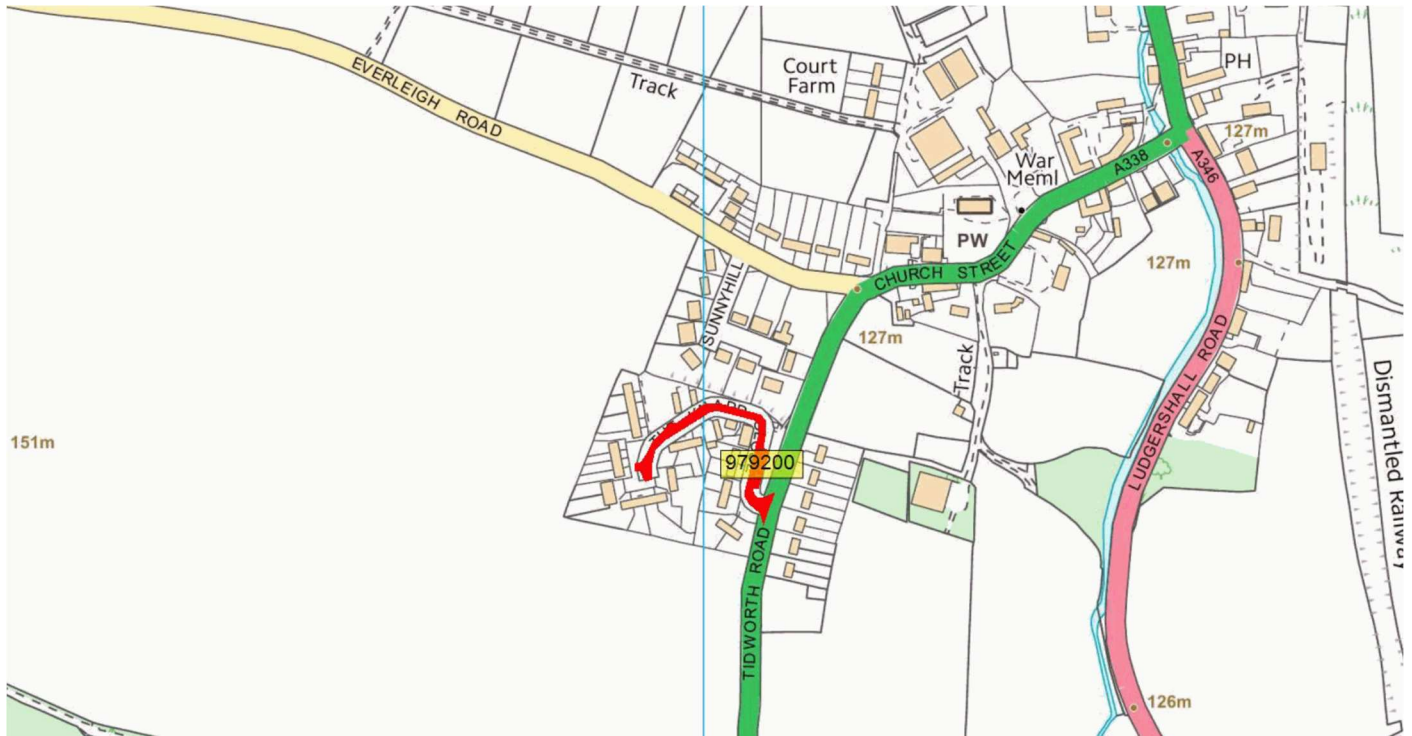 EVERLEIGH ROAD
Track
Court
Farm
PH
127m
A338
A346
War
Meml
PW
CHURCH STREET
127m
127m
SUNNYHILL
Track
LUDGERSHALL ROAD
Dismantled Railway
151m
979200
TIDWORTH ROAD
126m